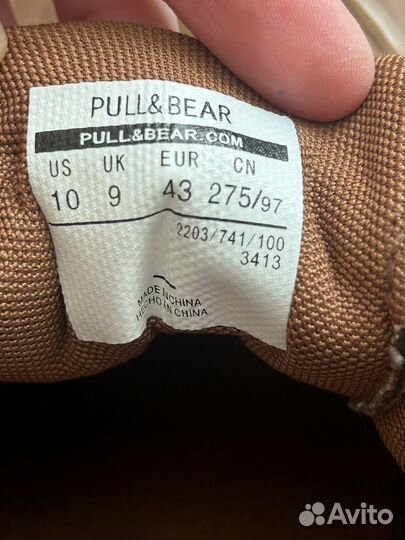 PULL&BEAR
PULL&BEAR.COM
US UK EUR CN
10 9 43 275/97
2203/741/100
3413
MADE IN CHINA
HECHO EN CHINA
Avito